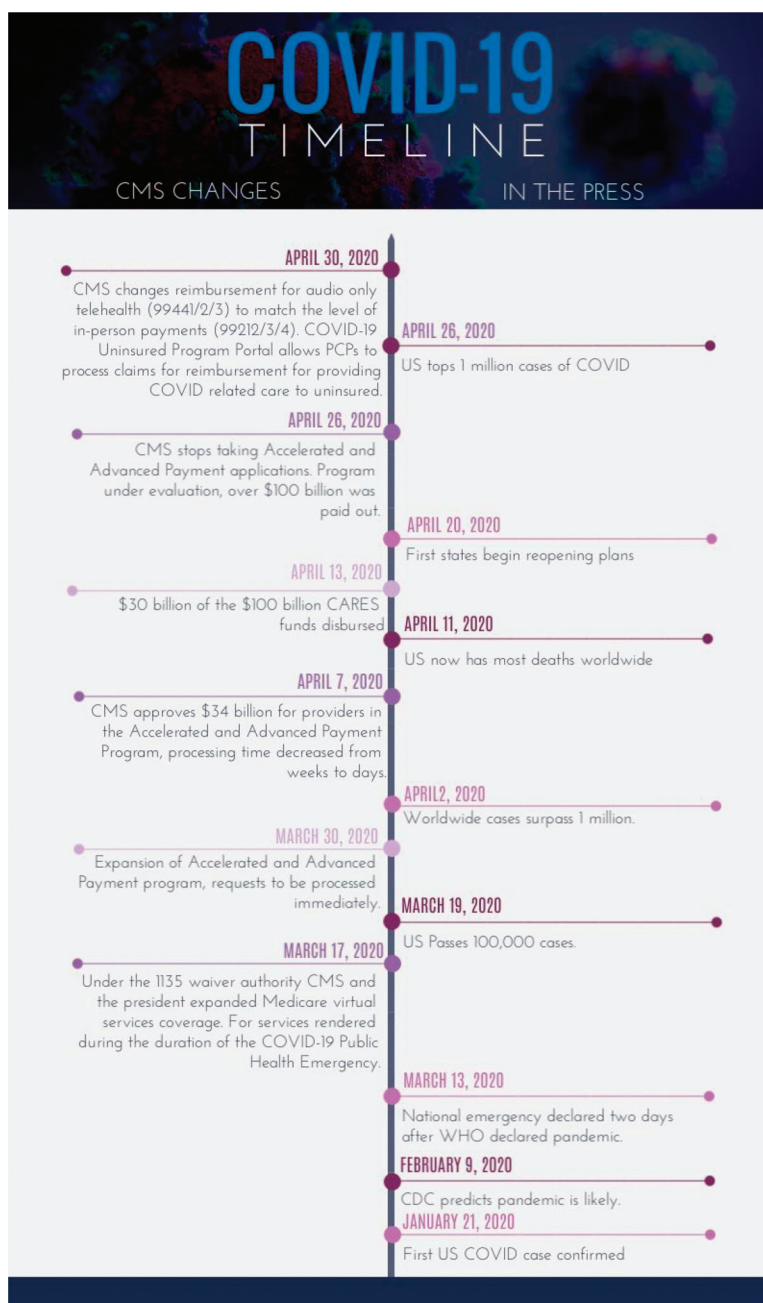 COVID-19
TIMELINE
CMS CHANGES
IN THE PRESS
APRIL 30, 2020
CMS changes reimbursement for audio only
telehealth (99441/2/3) to match the level of
in-person payments (99212/3/4). COVID-19
Uninsured Program Portal allows PCPs to
process claims for reimbursement for providing
COVID related care to uninsured.
APRIL 26, 2020
US tops 1 million cases of COVID
APRIL 26, 2020
CMS stops taking Accelerated and
Advanced Payment applications. Program
under evaluation, over $100 billion was
paid out.
APRIL 20, 2020
First states begin reopening plans
APRIL 13, 2020
$30 billion of the $100 billion CARES
funds disbursed
APRIL 11, 2020
US now has most deaths worldwide
APRIL 7, 2020
CMS approves $34 billion for providers in
the Accelerated and Advanced Payment
Program, processing time decreased from
weeks to days.
APRIL2, 2020
Worldwide cases surpass 1 million.
MARCH 30, 2020
Expansion of Accelerated and Advanced
Payment program, requests to be processed
immediately.
MARCH 19, 2020
US Passes 100,000 cases.
MARCH 17, 2020
Under the 1135 waiver authority CMS and
the president expanded Medicare virtual
services coverage. For services rendered
during the duration of the COVID-19 Public
Health Emergency.
MARCH 13, 2020
National emergency declared two days
after WHO declared pandemic.
FEBRUARY 9, 2020
CDC predicts pandemic is likely.
JANUARY 21, 2020
First US COVID case confirmed